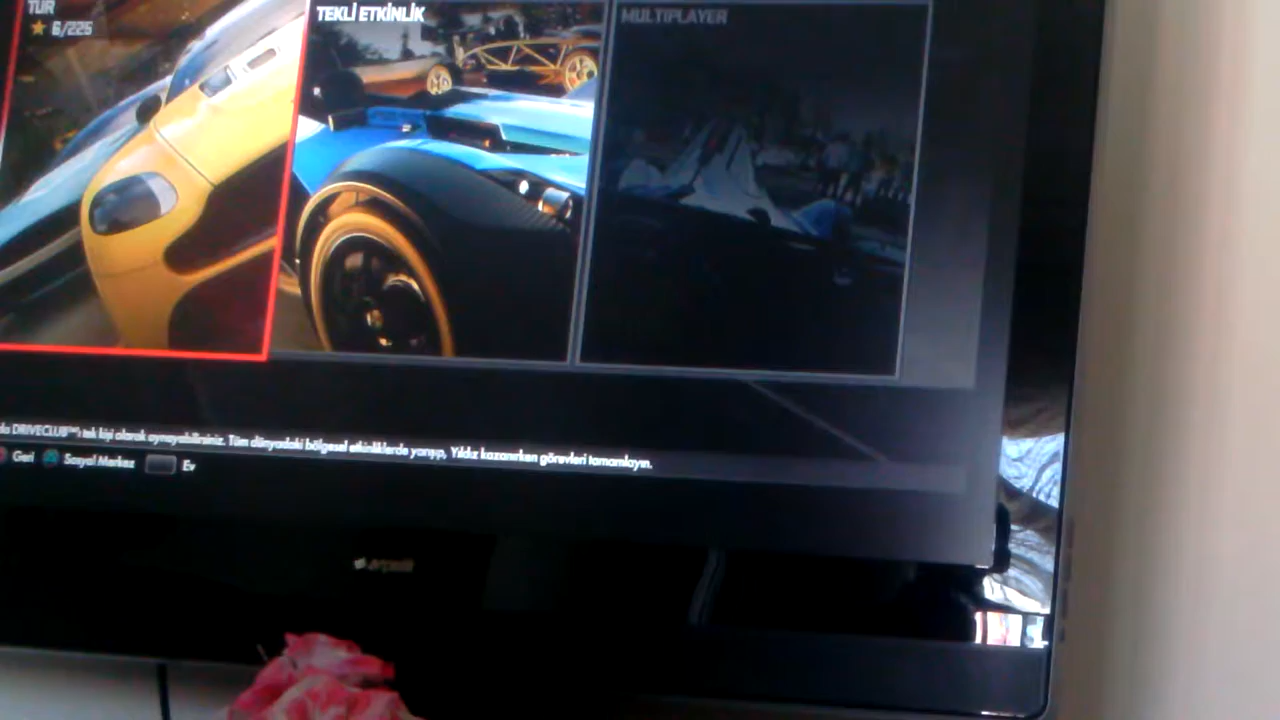 TUR
6/225
TEKLİ ETKİNLİK
MULTIPLAYER
DRIVECLUB™'ı tek kişi olarak oynayabilirsiniz. Tüm dünyadaki bölgesel etkinliklerde yarışıp, Yıldız kazanırken görevleri tamamlayın.
Geri Sosyal Merkez Ev